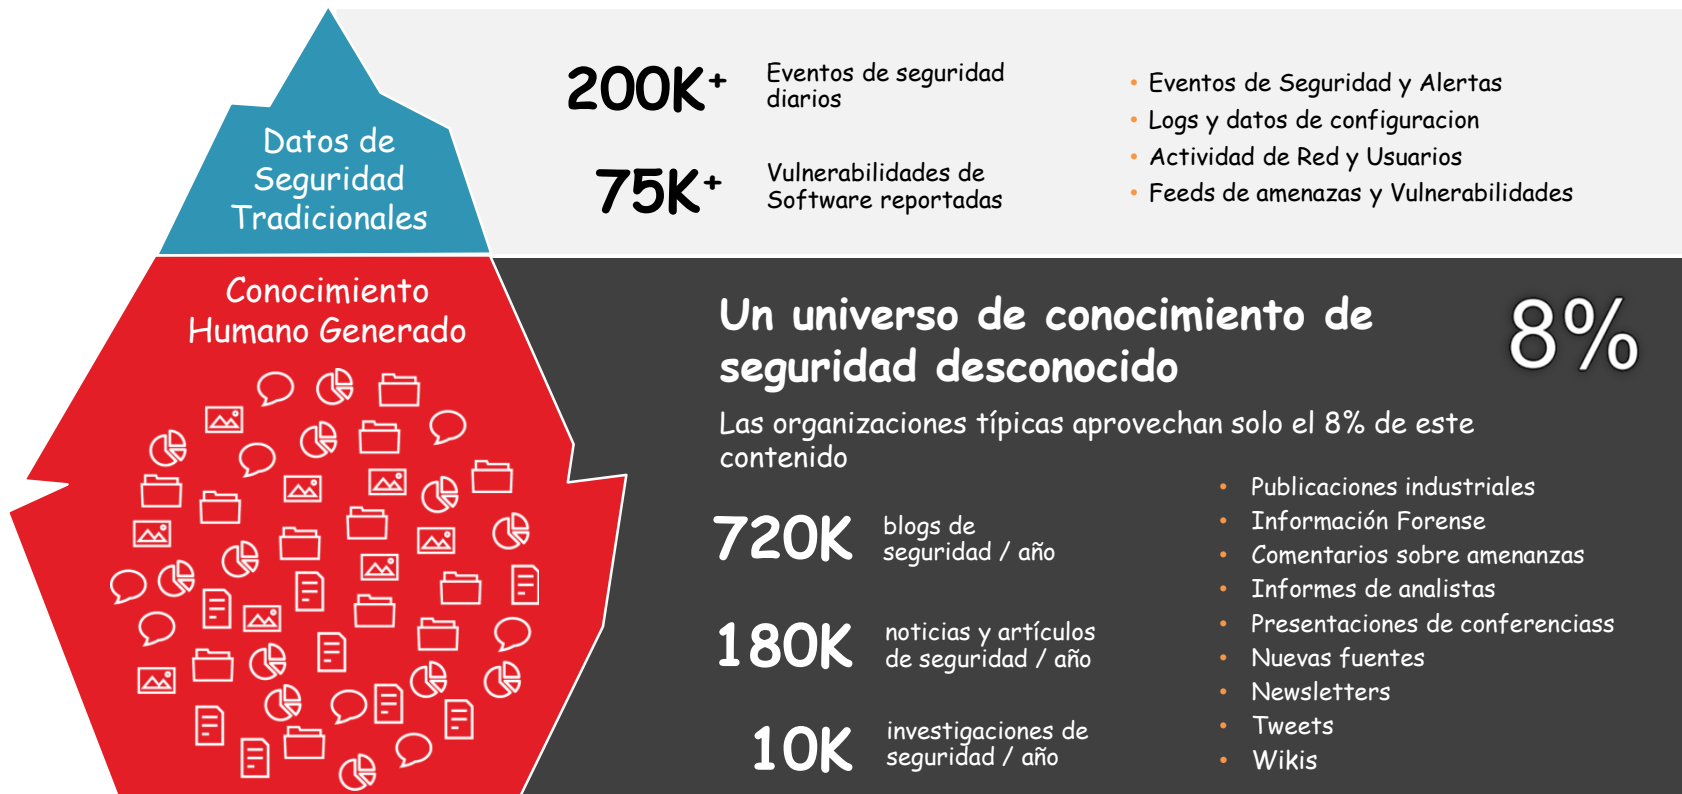 Datos de
Seguridad
Tradicionales
200K+
Eventos de seguridad
diarios
75K+
Vulnerabilidades de
Software reportadas
• Eventos de Seguridad y Alertas
• Logs y datos de configuracion
• Actividad de Red y Usuarios
• Feeds de amenazas y Vulnerabilidades
Conocimiento
Humano Generado
Un universo de conocimiento de
seguridad desconocido
8%
Las organizaciones típicas aprovechan solo el 8% de este
contenido
720K
blogs de
seguridad / año
180K
noticias y artículos
de seguridad / año
10K
investigaciones de
seguridad / año
• Publicaciones industriales
• Información Forense
• Comentarios sobre amenanzas
• Informes de analistas
• Presentaciones de conferenciass
• Nuevas fuentes
• Newsletters
• Tweets
• Wikis